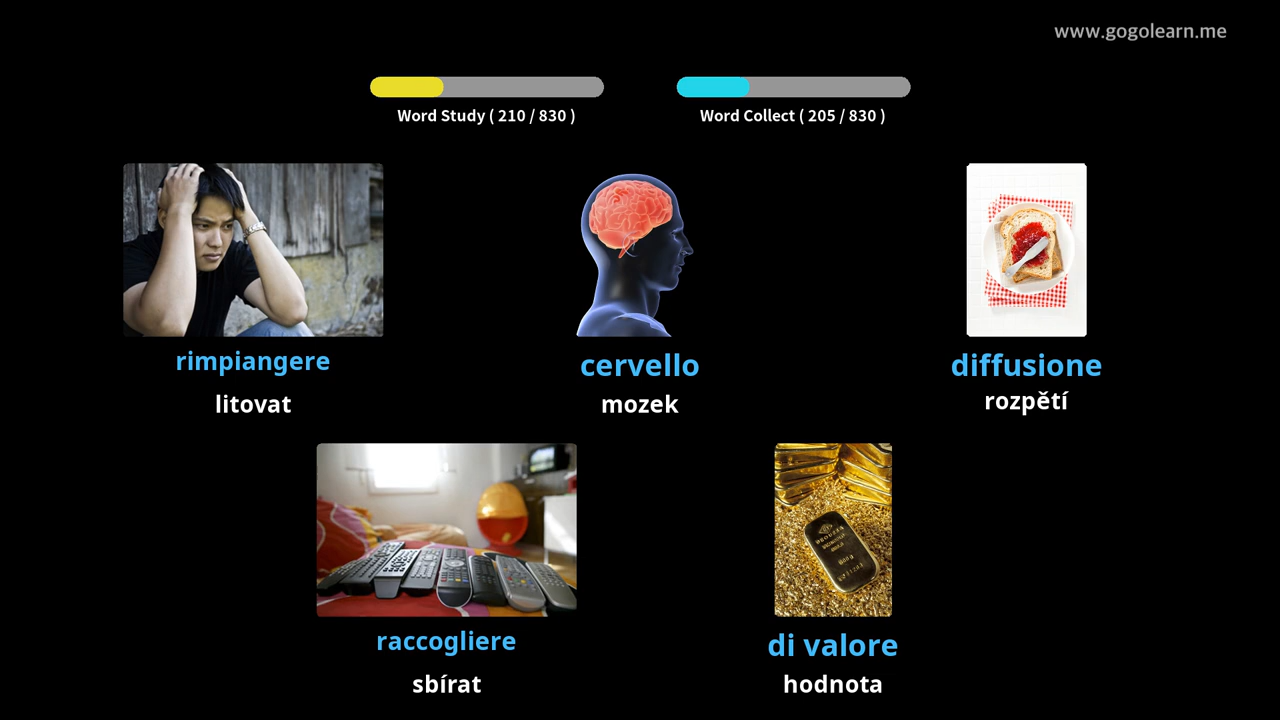 www.gogolearn.me
Word Study ( 210 / 830 )
Word Collect ( 205 / 830 )
rimpiangere
litovat
cervello
mozek
diffusione
rozpětí
raccogliere
sbírat
di valore
hodnota